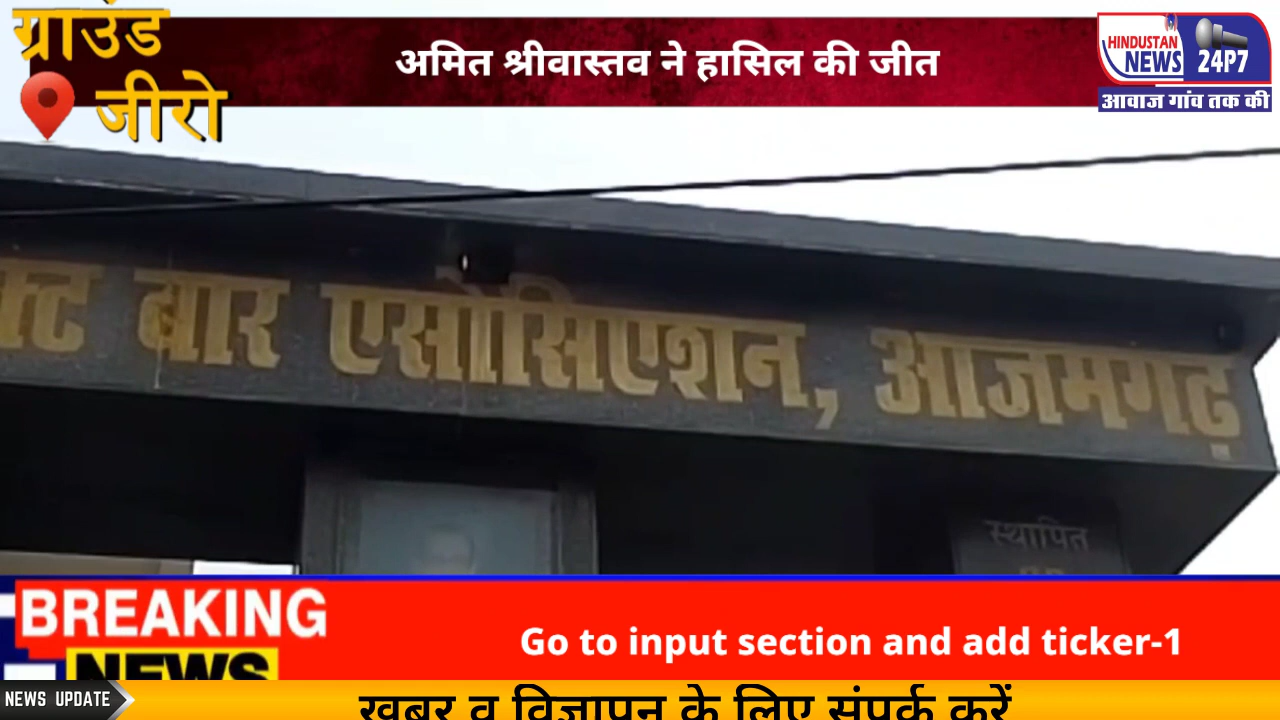 ग्राउंड
जीरो
अमित श्रीवास्तव ने हासिल की जीत
HINDUSTAN
NEWS 24P7
आवाज गांव तक की
बार एसोसिएशन, आजमगढ़
स्थापित
BREAKING
NEWS
Go to input section and add ticker-1
NEWS UPDATE
खबर व विज्ञापन के लिए संपर्क करें